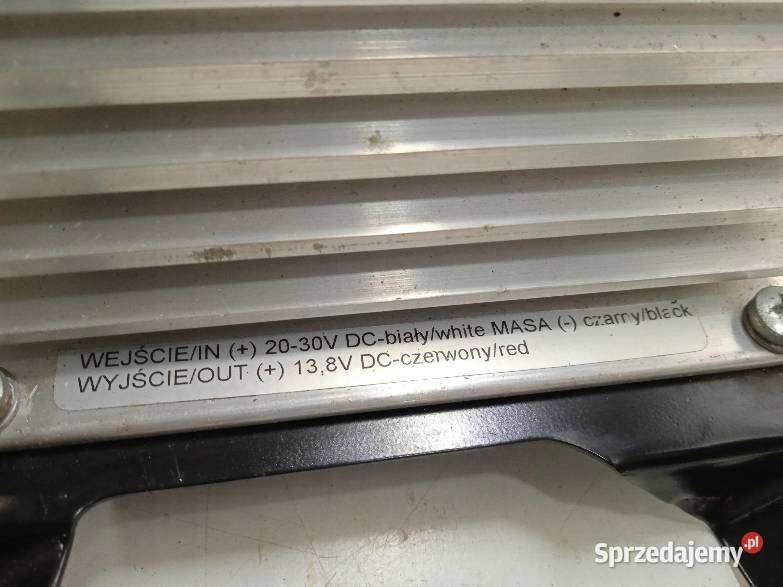 WEJŚCIE/IN (+) 20-30V DC-biały/white MASA (-) czarny/black
WYJŚCIE/OUT (+) 13,8V DC-czerwony/red
Sprzedajemy.pl